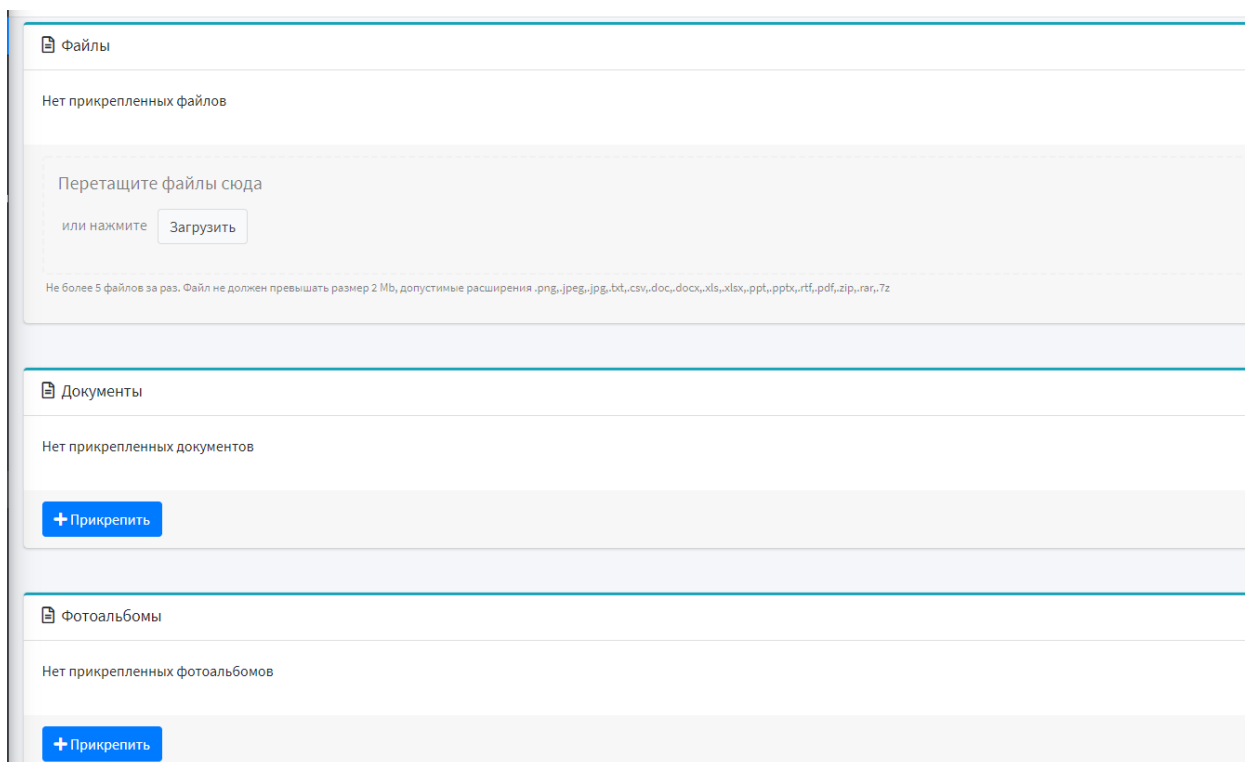 Файлы
Нет прикрепленных файлов
Перетащите файлы сюда
или нажмите Загрузить
Не более 5 файлов за раз. Файл не должен превышать размер 2 Mb, допустимые расширения .png,.jpeg,.jpg,.txt,.csv,.doc,.docx,.xls,.xlsx,.ppt,.pptx,.rtf,.pdf,.zip,.rar,.7z
Документы
Нет прикрепленных документов
Прикрепить
Фотоальбомы
Нет прикрепленных фотоальбомов
Прикрепить